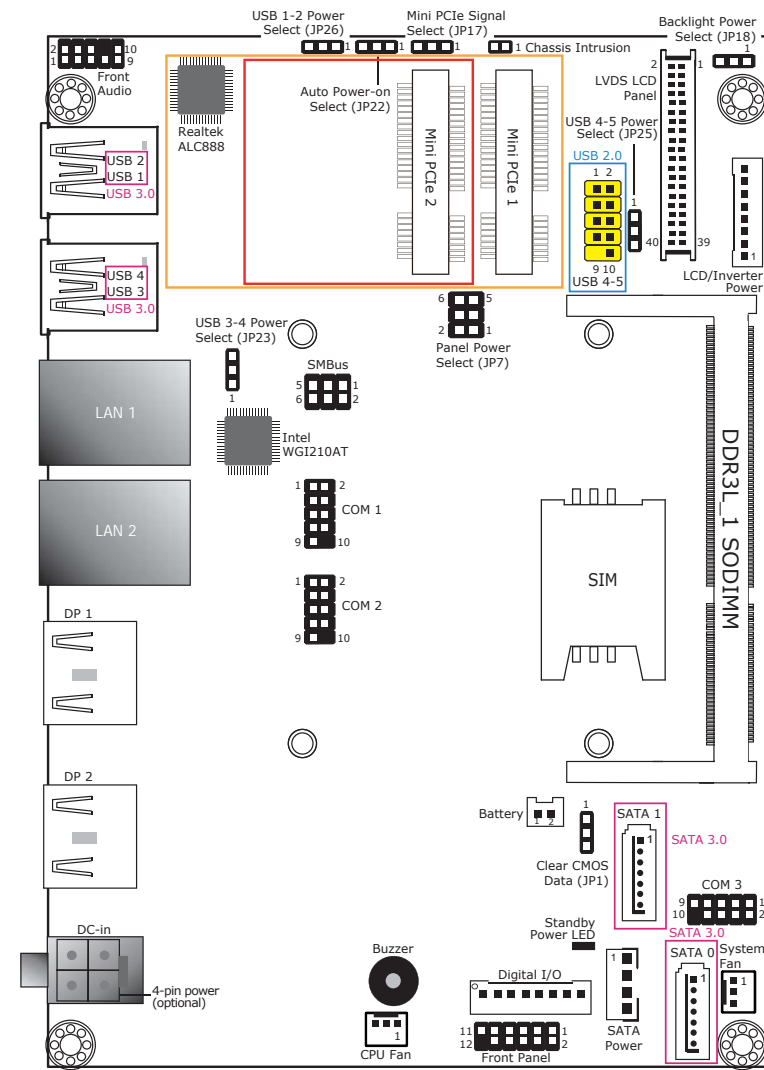 USB 1-2 Power
Select (JP26)
Mini PCIe Signal
Select (JP17)
Backlight Power
Select (JP18)
1
1
1
1 Chassis Intrusion
1
2
10
1
9
Front
Audio
Auto Power-on
Select (JP22)
2
1
LVDS LCD
Panel
Realtek
ALC888
USB 4-5 Power
Select (JP25)
Mini PCIe 2
Mini PCIe 1
USB 2.0
USB 2
USB 1
USB 3.0
1 2
1
40
39
1
9 10
USB 4-5
LCD/Inverter
Power
USB 4
USB 3
USB 3.0
6
5
2
1
Panel Power
Select (JP7)
USB 3-4 Power
Select (JP23)
1
SMBus
5
1
6
2
LAN 1
Intel
WGI210AT
DDR3L_1 SODIMM
1
2
COM 1
9
10
LAN 2
SIM
1
2
COM 2
9
10
DP 1
DP 2
Battery
1
2
1
Clear CMOS
Data (JP1)
SATA 1
1
SATA 3.0
COM 3
9
1
10
2
DC-in
4-pin power
(optional)
Standby
Power LED
SATA 3.0
Buzzer
SATA 0
1
System
Fan
1
Digital I/O
1
SATA
Power
1
CPU Fan
11
1
12
2
Front Panel